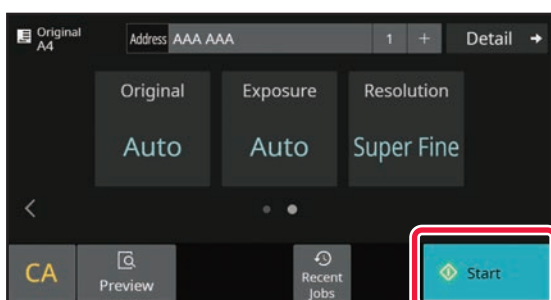 Original
A4
Address AAA AAA 1 + Detail
Original Exposure Resolution
Auto Auto Super Fine
CA
Preview
Recent
Jobs
Start